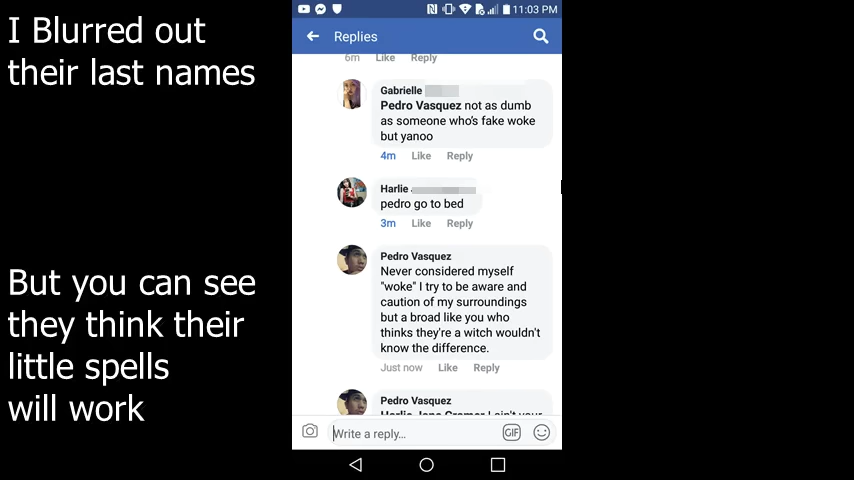 I Blurred out
their last names
But you can see
they think their
little spells
will work
11:03 PM
Replies
6m Like Reply
Gabrielle
Pedro Vasquez not as dumb
as someone who's fake woke
but yanoo
4m Like Reply
Harlie
pedro go to bed
3m Like Reply
Pedro Vasquez
Never considered myself
"woke" I try to be aware and
caution of my surroundings
but a broad like you who
thinks they're a witch wouldn't
know the difference.
Just now Like Reply
Pedro Vasquez
Write a reply...
GIF